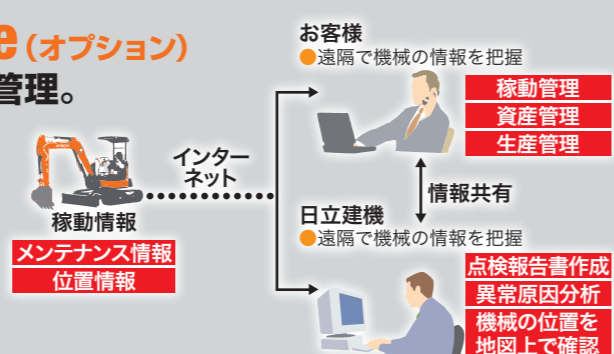 e(オプション)
管理。
お客様
●遠隔で機械の情報を把握
稼動管理
資産管理
生産管理
インター
ネット
稼動情報
メンテナンス情報
位置情報
情報共有
日立建機
●遠隔で機械の情報を把握
点検報告書作成
異常原因分析
機械の位置を
地図上で確認